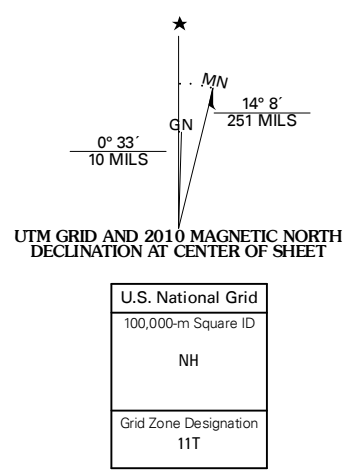 MN
14° 8´
251 MILS
GN
0° 33´
10 MILS
UTM GRID AND 2010 MAGNETIC NORTH
DECLINATION AT CENTER OF SHEET
U.S. National Grid
100,000-m Square ID
NH
Grid Zone Designation
11T